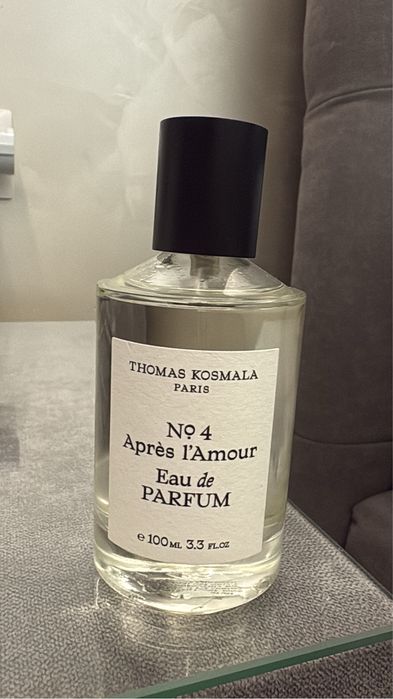 THOMAS KOSMALA
PARIS
Nº 4
Après l'Amour
Eau de
PARFUM
℮ 100ML 3.3 FL.OZ